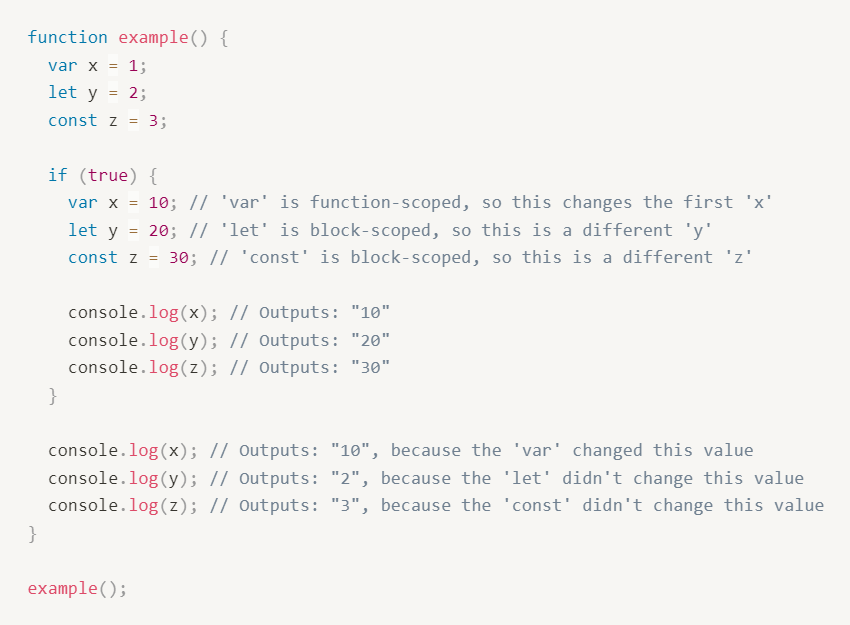 function example() {
  var x = 1;
  let y = 2;
  const z = 3;

  if (true) {
    var x = 10; // 'var' is function-scoped, so this changes the first 'x'
    let y = 20; // 'let' is block-scoped, so this is a different 'y'
    const z = 30; // 'const' is block-scoped, so this is a different 'z'

    console.log(x); // Outputs: "10"
    console.log(y); // Outputs: "20"
    console.log(z); // Outputs: "30"
  }

  console.log(x); // Outputs: "10", because the 'var' changed this value
  console.log(y); // Outputs: "2", because the 'let' didn't change this value
  console.log(z); // Outputs: "3", because the 'const' didn't change this value
}

example();